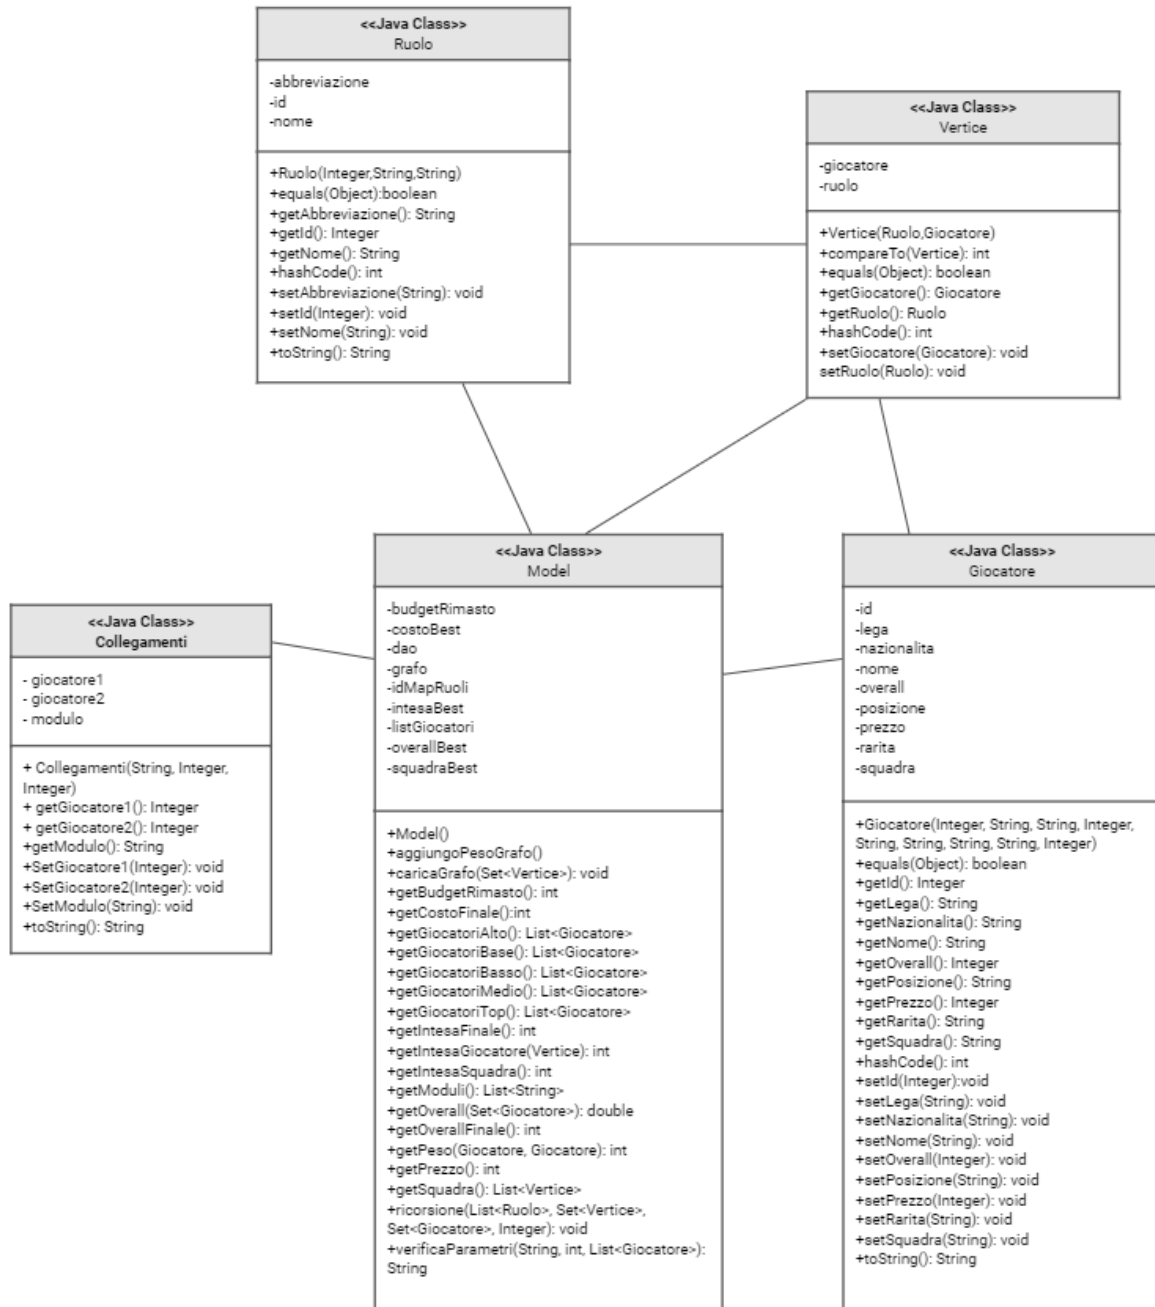 <<Java Class>>
Ruolo
-abbreviazione
-id
-nome
+Ruolo(Integer,String,String)
+equals(Object):boolean
+getAbbreviazione(): String
+getId(): Integer
+getNome(): String
+hashCode(): int
+setAbbreviazione(String): void
+setId(Integer): void
+setNome(String): void
+toString(): String
<<Java Class>>
Vertice
-giocatore
-ruolo
+Vertice(Ruolo,Giocatore)
+compareTo(Vertice): int
+equals(Object): boolean
+getGiocatore(): Giocatore
+getRuolo(): Ruolo
+hashCode(): int
+setGiocatore(Giocatore): void
setRuolo(Ruolo): void
<<Java Class>>
Collegamenti
- giocatore1
- giocatore2
- modulo
+ Collegamenti(String, Integer,
Integer)
+ getGiocatore1(): Integer
+ getGiocatore2(): Integer
+getModulo(): String
+SetGiocatore1(Integer): void
+SetGiocatore2(Integer): void
+SetModulo(String): void
+toString(): String
<<Java Class>>
Model
-budgetRimasto
-costoBest
-dao
-grafo
-idMapRuoli
-intesaBest
-listGiocatori
-overallBest
-squadraBest
+Model()
+aggiungoPesoGrafo()
+caricaGrafo(Set<Vertice>): void
+getBudgetRimasto(): int
+getCostoFinale():int
+getGiocatoriAlto(): List<Giocatore>
+getGiocatoriBase(): List<Giocatore>
+getGiocatoriBasso(): List<Giocatore>
+getGiocatoriMedio(): List<Giocatore>
+getGiocatoriTop(): List<Giocatore>
+getIntesaFinale(): int
+getIntesaGiocatore(Vertice): int
+getIntesaSquadra(): int
+getModuli(): List<String>
+getOverall(Set<Giocatore>): double
+getOverallFinale(): int
+getPeso(Giocatore, Giocatore): int
+getPrezzo(): int
+getSquadra(): List<Vertice>
+ricorsione(List<Ruolo>, Set<Vertice>,
Set<Giocatore>, Integer): void
+verificaParametri(String, int, List<Giocatore>):
String
<<Java Class>>
Giocatore
-id
-lega
-nazionalita
-nome
-overall
-posizione
-prezzo
-rarita
-squadra
+Giocatore(Integer, String, String, Integer,
String, String, String, String, Integer)
+equals(Object): boolean
+getId(): Integer
+getLega(): String
+getNazionalita(): String
+getNome(): String
+getOverall(): Integer
+getPosizione(): String
+getPrezzo(): Integer
+getRarita(): String
+getSquadra(): String
+hashCode(): int
+setId(Integer):void
+setLega(String): void
+setNazionalita(String): void
+setNome(String): void
+setOverall(Integer): void
+setPosizione(String): void
+setPrezzo(Integer): void
+setRarita(String): void
+setSquadra(String): void
+toString(): String